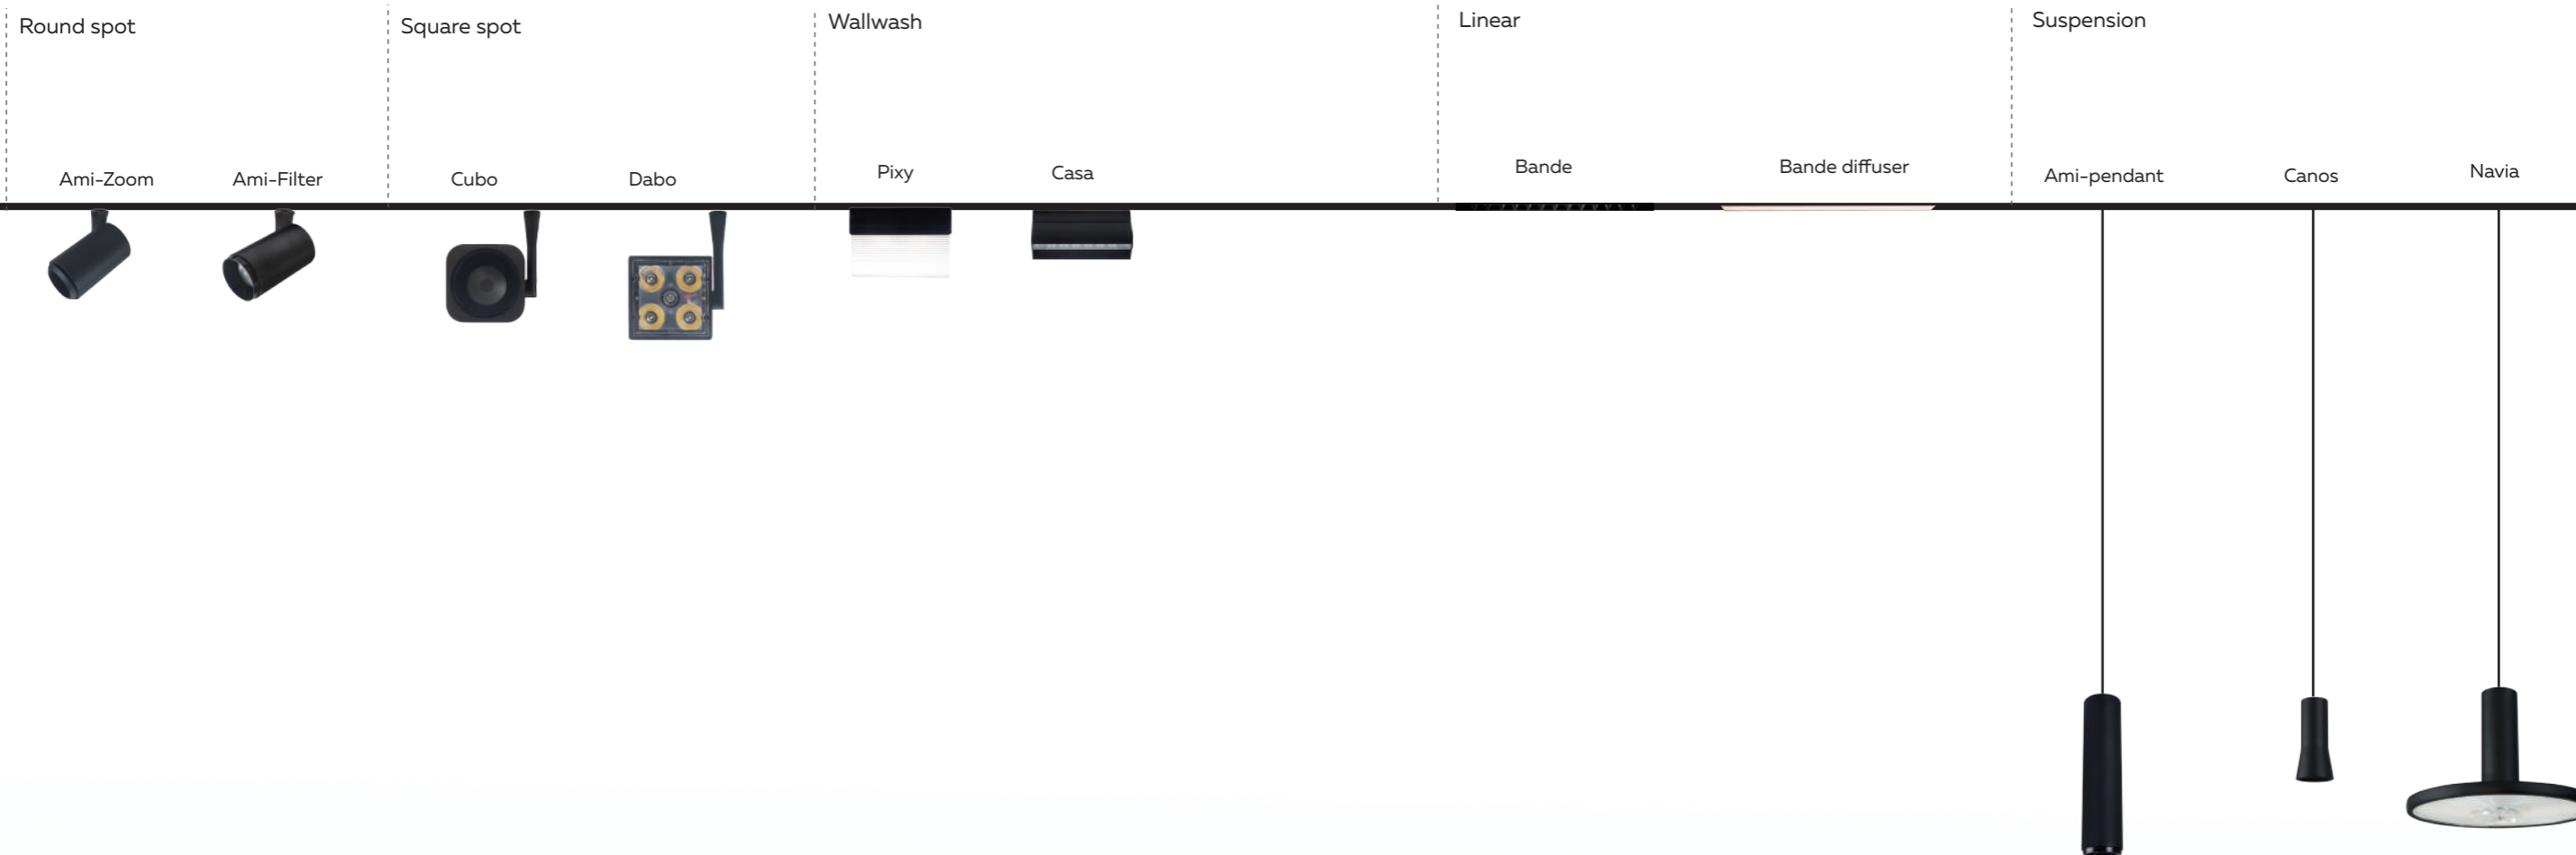 Round spot
Square spot
Wallwash
Linear
Suspension
Ami-Zoom
Ami-Filter
Cubo
Dabo
Pixy
Casa
Bande
Bande diffuser
Ami-pendant
Canos
Navia